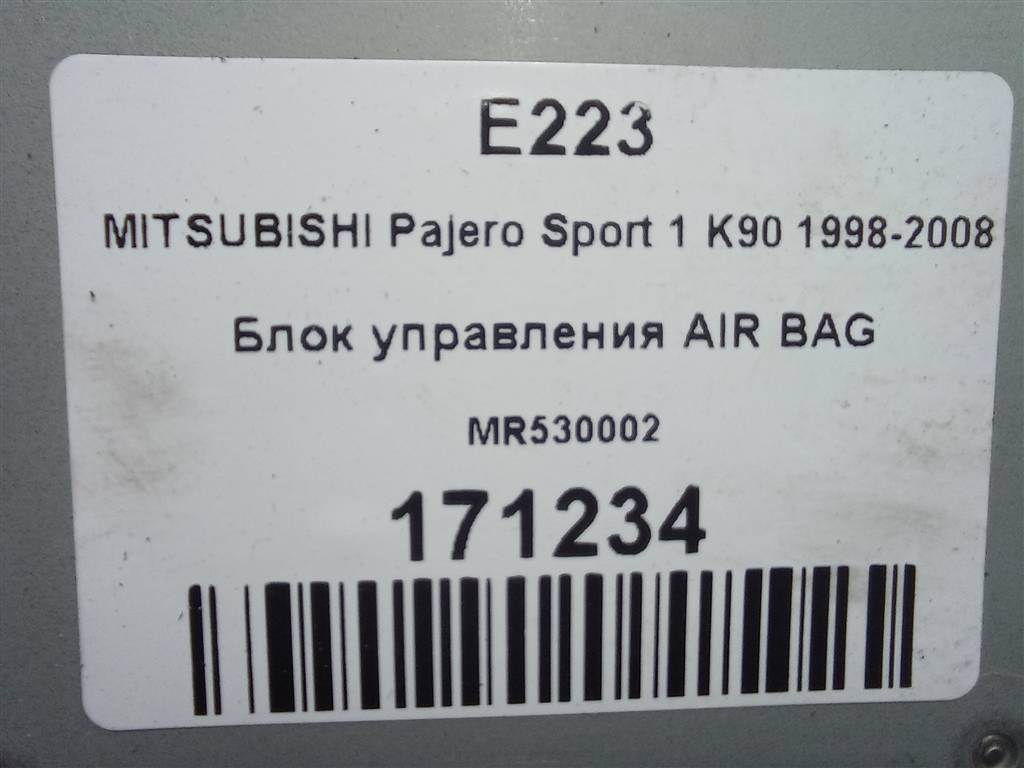 E223
MITSUBISHI Pajero Sport 1 K90 1998-2008
Блок управления AIR BAG
MR530002
171234